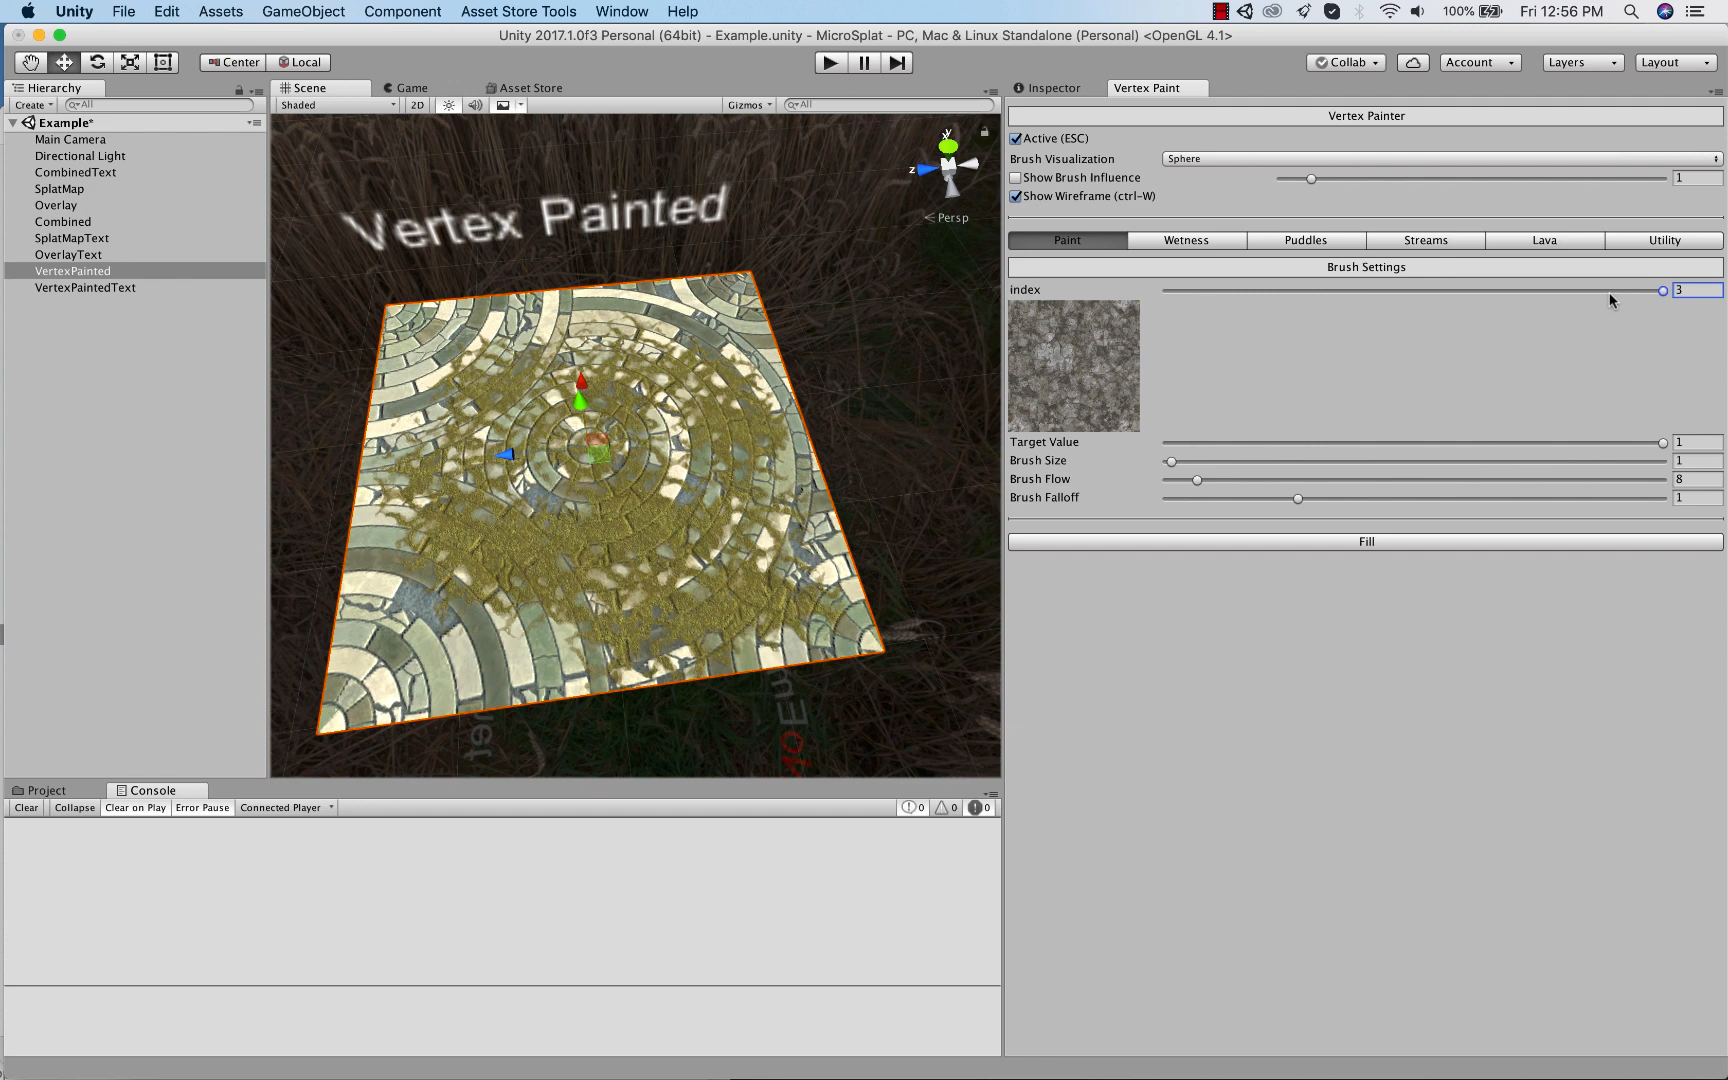 Unity File Edit Assets GameObject Component Asset Store Tools Window Help 100% Fri 12:56 PM
Unity 2017.1.0f3 Personal (64bit) - Example.unity - MicroSplat - PC, Mac & Linux Standalone (Personal) <OpenGL 4.1>
Center Local Collab Account Layers Layout
Hierarchy
Create All
Example*
Main Camera
Directional Light
CombinedText
SplatMap
Overlay
Combined
SplatMapText
OverlayText
VertexPainted
VertexPaintedText
Scene Game Asset Store
Shaded 2D Gizmos All
y
z
Persp
Vertex Painted
Inspector Vertex Paint
Vertex Painter
Active (ESC)
Brush Visualization Sphere
Show Brush Influence 1
Show Wireframe (ctrl-W)
Paint Wetness Puddles Streams Lava Utility
Brush Settings
index 3
Target Value 1
Brush Size 1
Brush Flow 8
Brush Falloff 1
Fill
Project Console
Clear Collapse Clear on Play Error Pause Connected Player 0 0 0